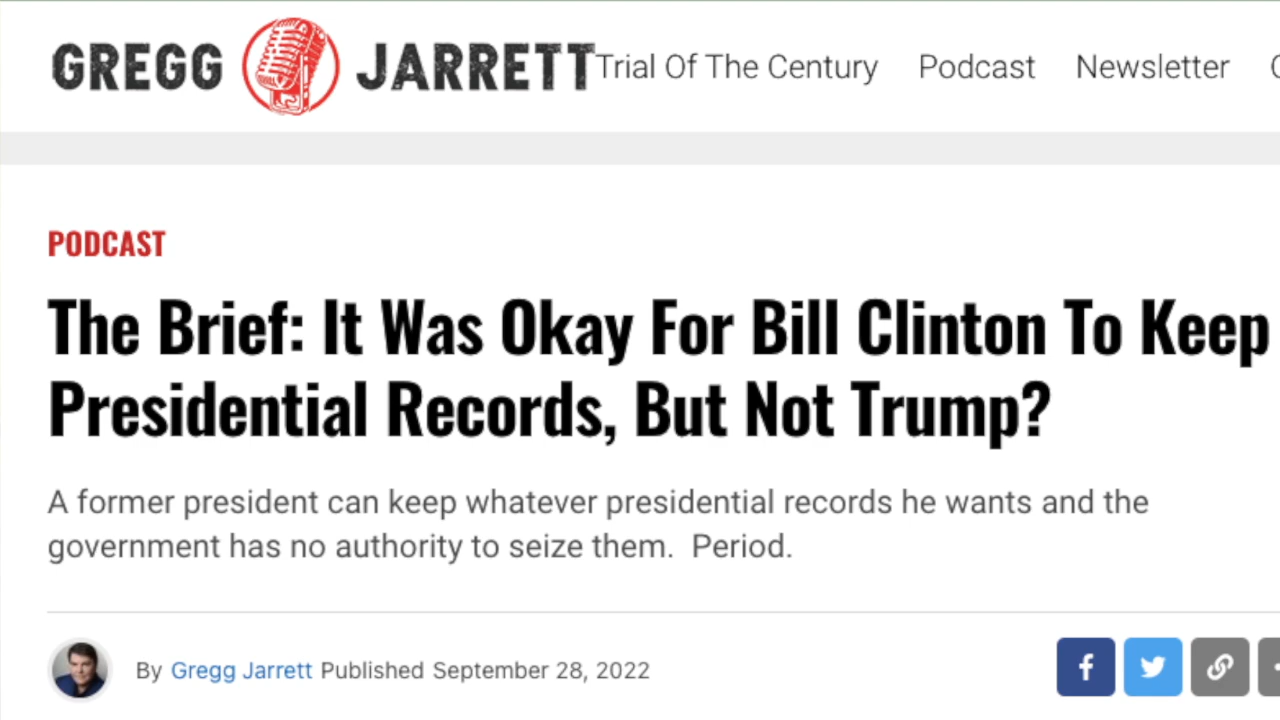 GREGG JARRETT Trial Of The Century Podcast Newsletter
PODCAST
The Brief: It Was Okay For Bill Clinton To Keep
Presidential Records, But Not Trump?
A former president can keep whatever presidential records he wants and the
government has no authority to seize them.  Period.
By Gregg Jarrett Published September 28, 2022